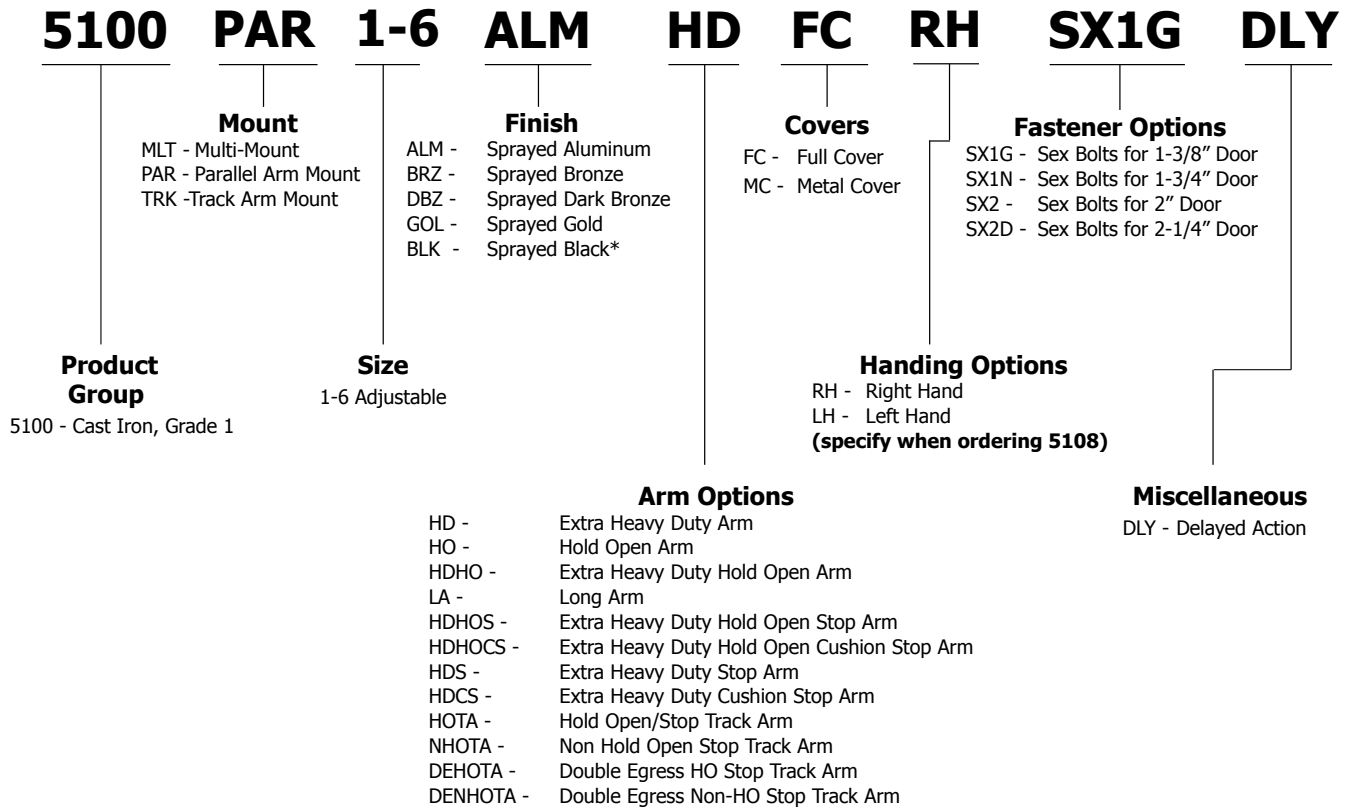 5100 PAR 1-6 ALM HD FC RH SX1G DLY
Mount
MLT - Multi-Mount
PAR - Parallel Arm Mount
TRK -Track Arm Mount
Finish
ALM - Sprayed Aluminum
BRZ - Sprayed Bronze
DBZ - Sprayed Dark Bronze
GOL - Sprayed Gold
BLK - Sprayed Black*
Covers
FC - Full Cover
MC - Metal Cover
Fastener Options
SX1G - Sex Bolts for 1-3/8” Door
SX1N - Sex Bolts for 1-3/4” Door
SX2 - Sex Bolts for 2” Door
SX2D - Sex Bolts for 2-1/4” Door
Product
Group
5100 - Cast Iron, Grade 1
Size
1-6 Adjustable
Handing Options
RH - Right Hand
LH - Left Hand
(specify when ordering 5108)
Arm Options
HD - Extra Heavy Duty Arm
HO - Hold Open Arm
HDHO - Extra Heavy Duty Hold Open Arm
LA - Long Arm
HDHOS - Extra Heavy Duty Hold Open Stop Arm
HDHOCS - Extra Heavy Duty Hold Open Cushion Stop Arm
HDS - Extra Heavy Duty Stop Arm
HDCS - Extra Heavy Duty Cushion Stop Arm
HOTA - Hold Open/Stop Track Arm
NHOTA - Non Hold Open Stop Track Arm
DEHOTA - Double Egress HO Stop Track Arm
DENHOTA - Double Egress Non-HO Stop Track Arm
Miscellaneous
DLY - Delayed Action